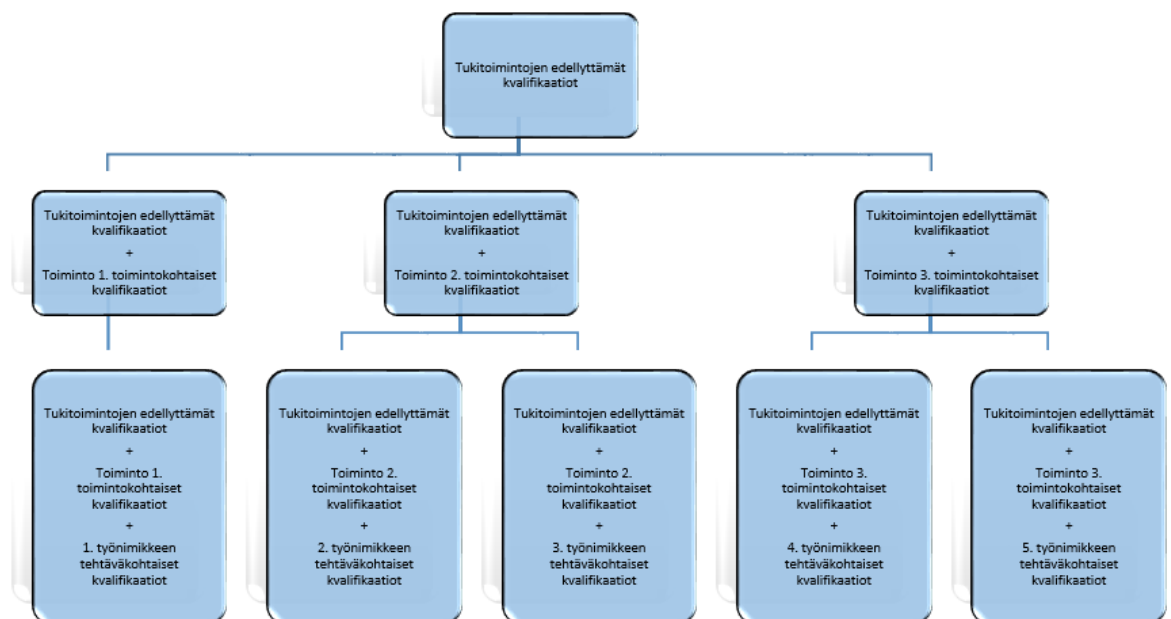 Tukitoimintojen edellyttämät
kvalifikaatiot
Tukitoimintojen edellyttämät
kvalifikaatiot
+
Toiminto 1. toimintokohtaiset
kvalifikaatiot
Tukitoimintojen edellyttämät
kvalifikaatiot
+
Toiminto 2. toimintokohtaiset
kvalifikaatiot
Tukitoimintojen edellyttämät
kvalifikaatiot
+
Toiminto 3. toimintokohtaiset
kvalifikaatiot
Tukitoimintojen edellyttämät
kvalifikaatiot
+
Toiminto 1.
toimintokohtaiset
kvalifikaatiot
+
1. työnimikkeen
tehtäväkohtaiset
kvalifikaatiot
Tukitoimintojen edellyttämät
kvalifikaatiot
+
Toiminto 2.
toimintokohtaiset
kvalifikaatiot
+
2. työnimikkeen
tehtäväkohtaiset
kvalifikaatiot
Tukitoimintojen edellyttämät
kvalifikaatiot
+
Toiminto 2.
toimintokohtaiset
kvalifikaatiot
+
3. työnimikkeen
tehtäväkohtaiset
kvalifikaatiot
Tukitoimintojen edellyttämät
kvalifikaatiot
+
Toiminto 3.
toimintokohtaiset
kvalifikaatiot
+
4. työnimikkeen
tehtäväkohtaiset
kvalifikaatiot
Tukitoimintojen edellyttämät
kvalifikaatiot
+
Toiminto 3.
toimintokohtaiset
kvalifikaatiot
+
5. työnimikkeen
tehtäväkohtaiset
kvalifikaatiot